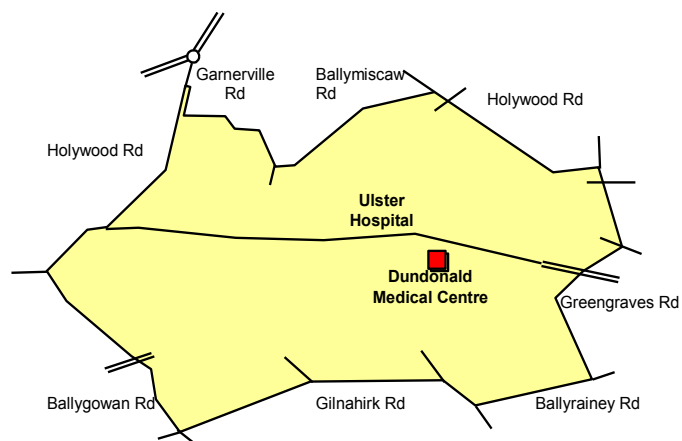 Garnerville
Rd
Ballymiscaw
Rd
Holywood Rd
Holywood Rd
Ulster
Hospital
Dundonald
Medical Centre
Greengraves Rd
Ballygowan Rd
Gilnahirk Rd
Ballyrainey Rd